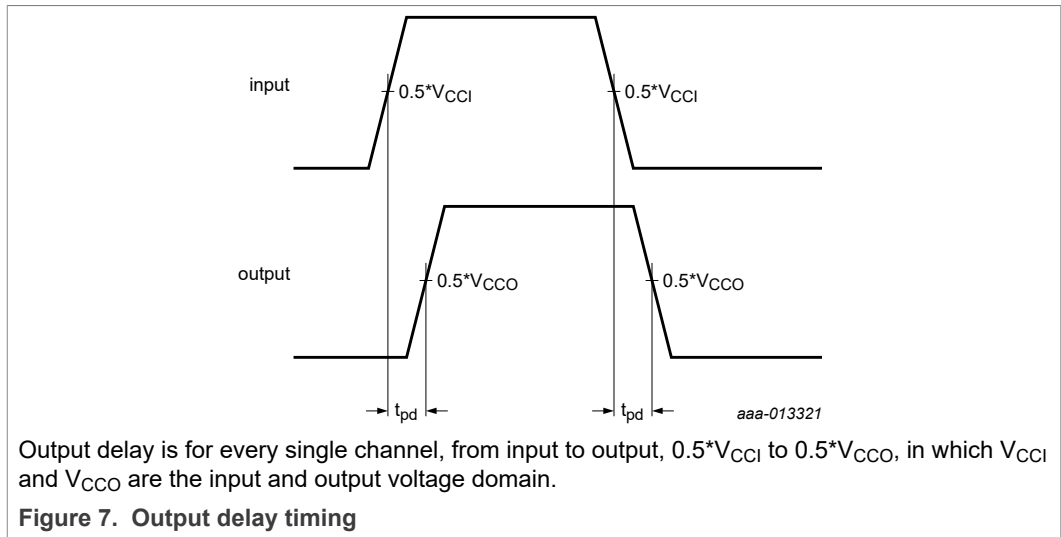 input
0.5*VCCI
0.5*VCCI
output
0.5*VCCO
0.5*VCCO
tpd
tpd
aaa-013321
Output delay is for every single channel, from input to output, 0.5*VCCI to 0.5*VCCO, in which VCCI
and VCCO are the input and output voltage domain.
Figure 7. Output delay timing